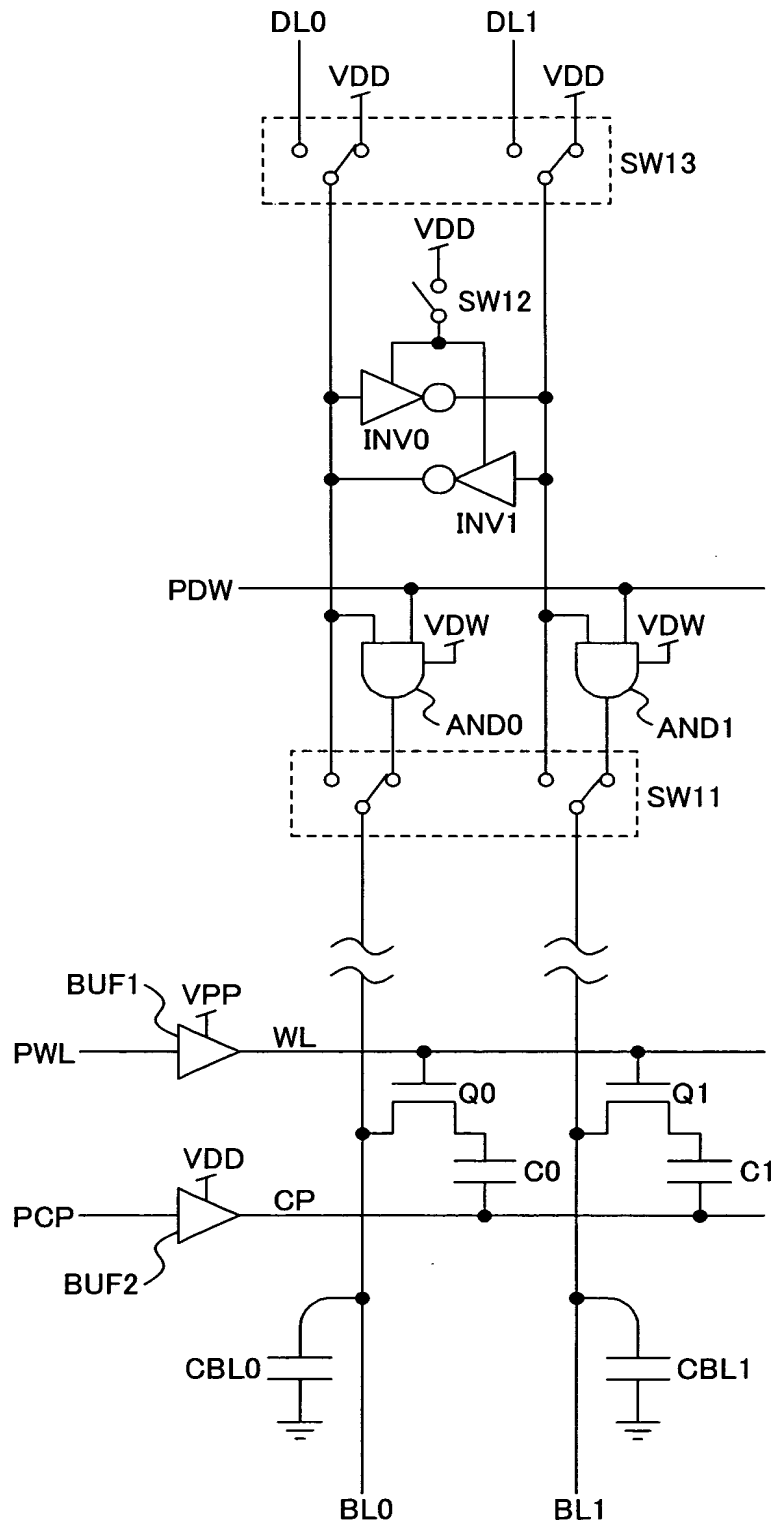 DL0 DL1
VDD VDD
SW13
VDD
SW12
INV0
INV1
PDW
VDW VDW
AND0 AND1
SW11
BUF1
VPP
PWL WL
Q0 Q1
C0 C1
VDD
PCP CP
BUF2
CBL0 CBL1
BL0 BL1